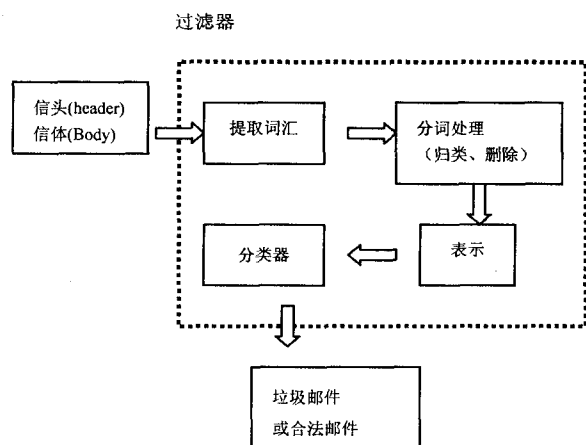 过滤器
信头(header)
信体(Body)
提取词汇
分词处理
（归类、删除）
分类器
表示
垃圾邮件
或合法邮件